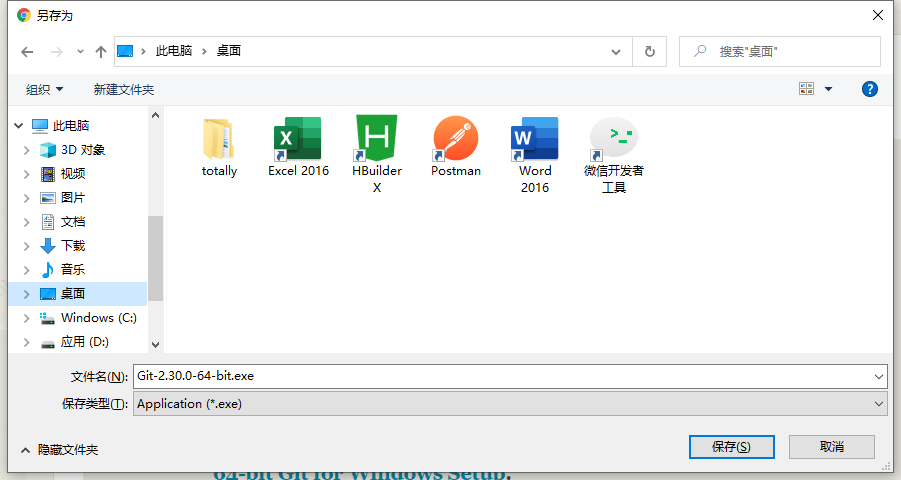 另存为
此电脑 桌面
搜索"桌面"
组织 新建文件夹
此电脑
3D 对象
视频
图片
文档
下载
音乐
桌面
Windows (C:)
应用 (D:)
totally
Excel 2016
HBuilder
X
Postman
Word
2016
微信开发者
工具
文件名(N): Git-2.30.0-64-bit.exe
保存类型(T): Application (*.exe)
隐藏文件夹
保存(S) 取消
64-bit Git for Windows Setup.